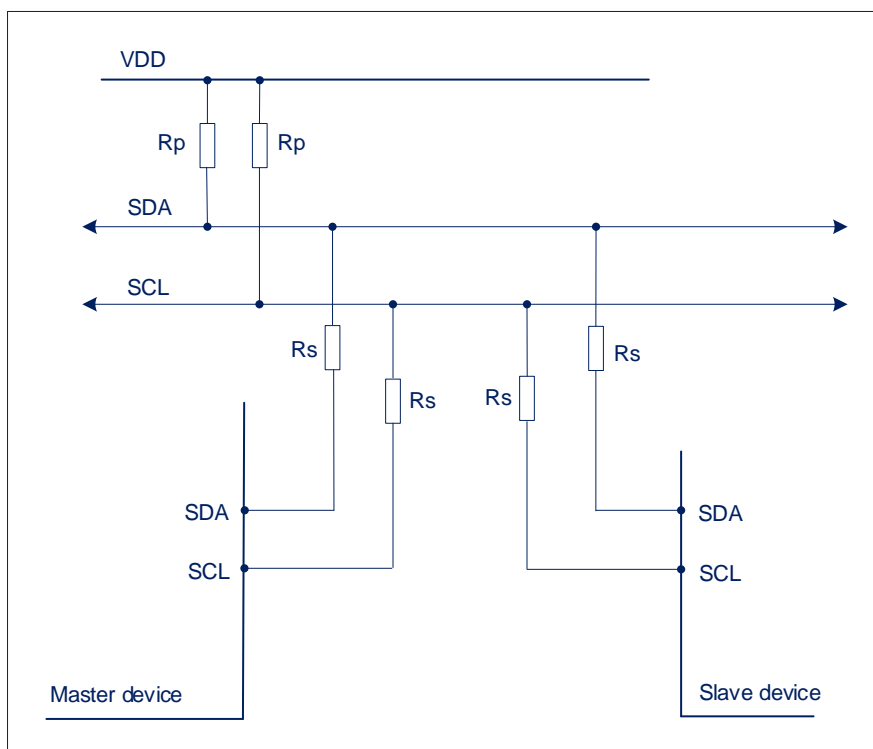 VDD
Rp
Rp
SDA
SCL
Rs
Rs
Rs
Rs
SDA
SDA
SCL
SCL
Master device
Slave device